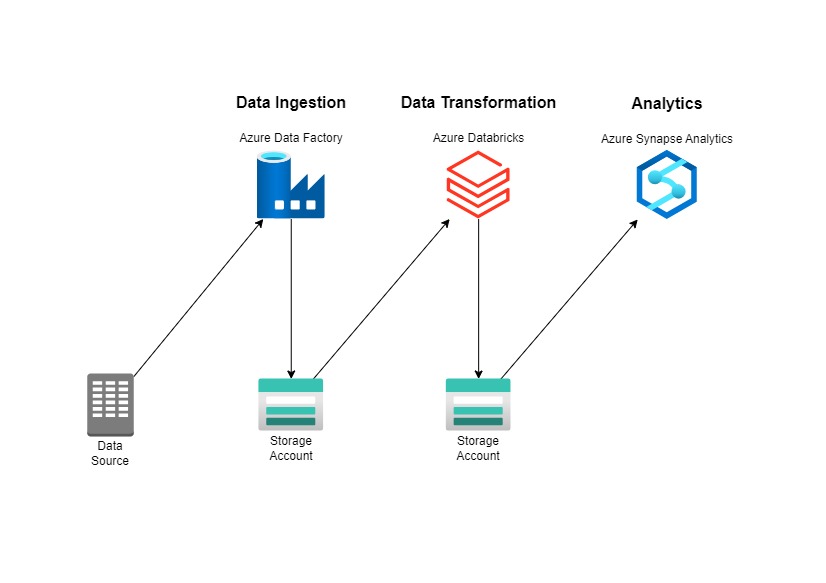 Data Ingestion
Data Transformation
Analytics
Azure Data Factory
Azure Databricks
Azure Synapse Analytics
Data
Source
Storage
Account
Storage
Account